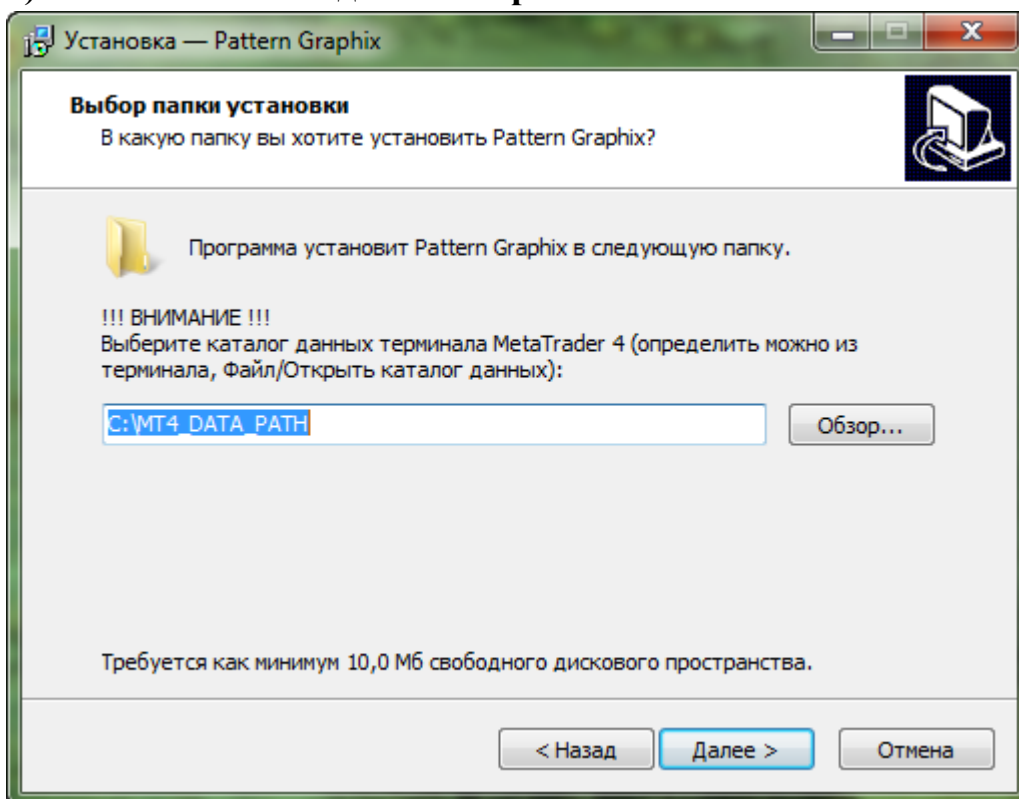 Установка — Pattern Graphix
Выбор папки установки
В какую папку вы хотите установить Pattern Graphix?
Программа установит Pattern Graphix в следующую папку.
!!! ВНИМАНИЕ !!!
Выберите каталог данных терминала MetaTrader 4 (определить можно из
терминала, Файл/Открыть каталог данных):
C:\MT4_DATA_PATH
Обзор...
Требуется как минимум 10,0 Мб свободного дискового пространства.
< Назад
Далее >
Отмена